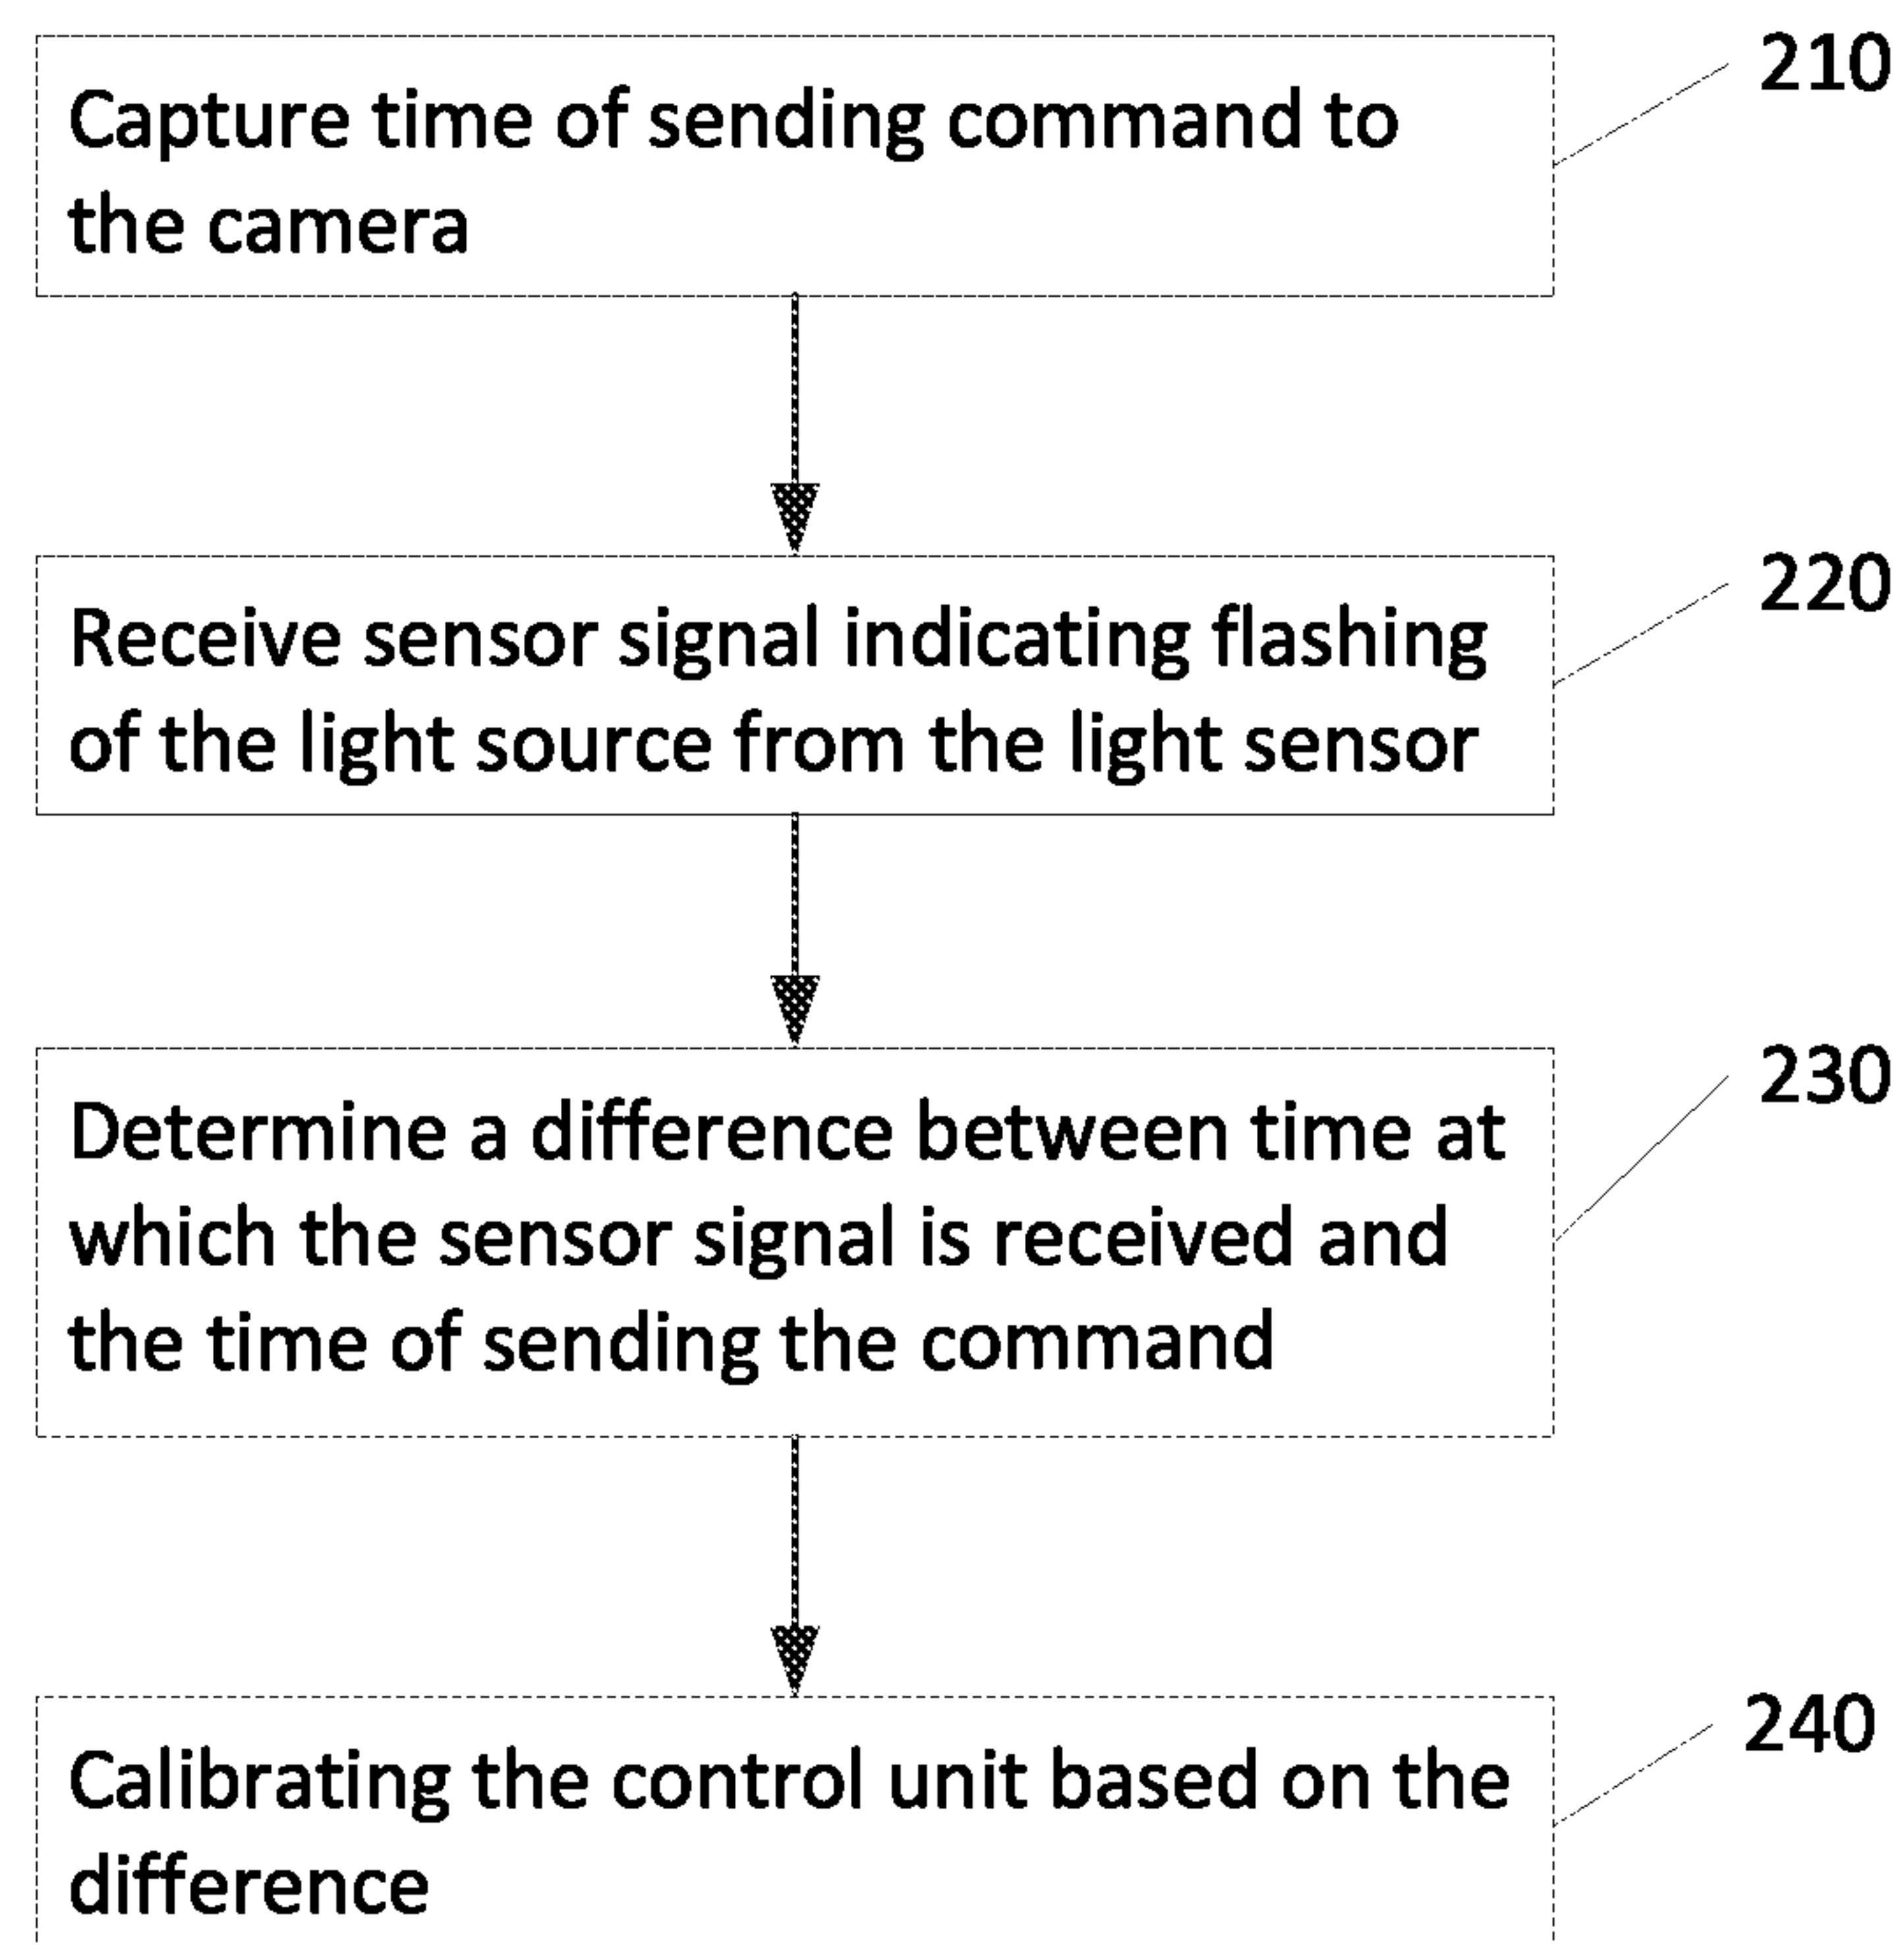 Capture time of sending command to
the camera
210
Receive sensor signal indicating flashing
of the light source from the light sensor
220
Determine a difference between time at
which the sensor signal is received and
the time of sending the command
230
Calibrating the control unit based on the
difference
240